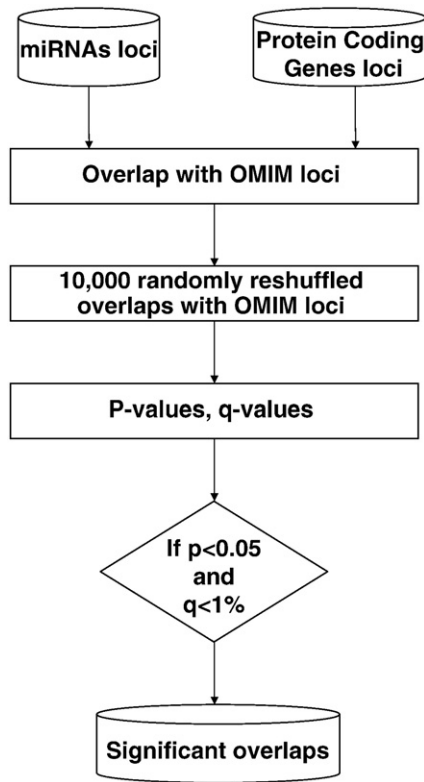 miRNAs loci
Protein Coding
Genes loci
Overlap with OMIM loci
10,000 randomly reshuffled
overlaps with OMIM loci
P-values, q-values
If p<0.05
and
q<1%
Significant overlaps